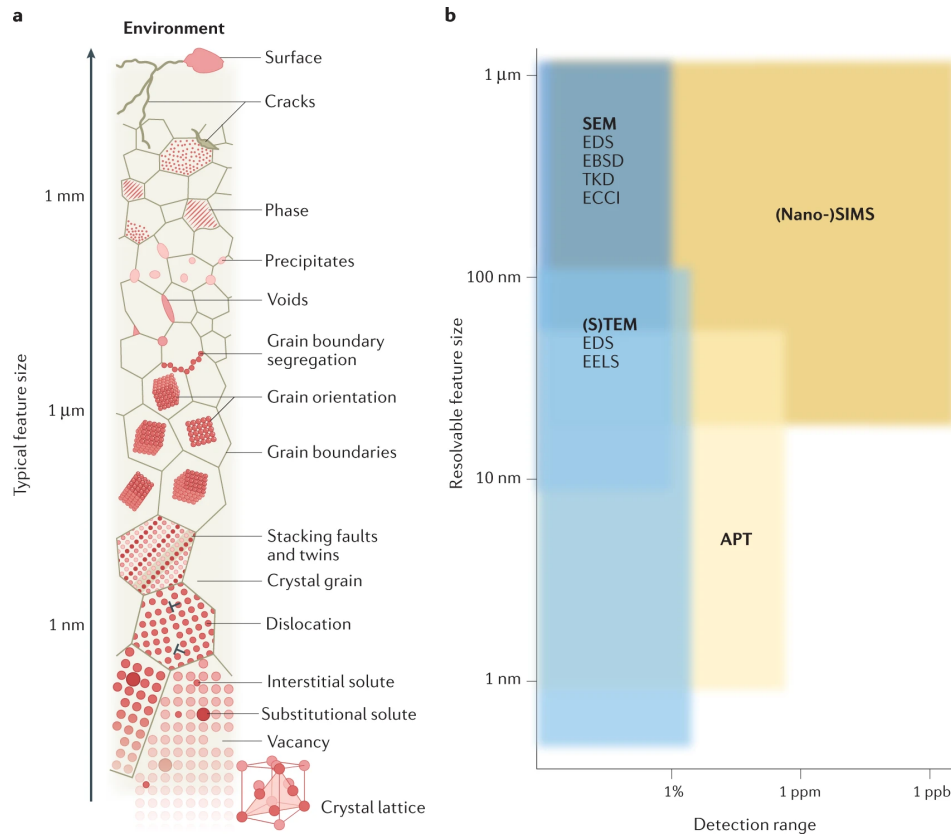 a
Environment
Typical feature size
1 mm
1 μm
1 nm
Surface
Cracks
Phase
Precipitates
Voids
Grain boundary
segregation
Grain orientation
Grain boundaries
Stacking faults
and twins
Crystal grain
Dislocation
Interstitial solute
Substitutional solute
Vacancy
Crystal lattice
b
Resolvable feature size
1 μm
100 nm
10 nm
1 nm
SEM
EDS
EBSD
TKD
ECCI
(Nano-)SIMS
(S)TEM
EDS
EELS
APT
1%
1 ppm
1 ppb
Detection range